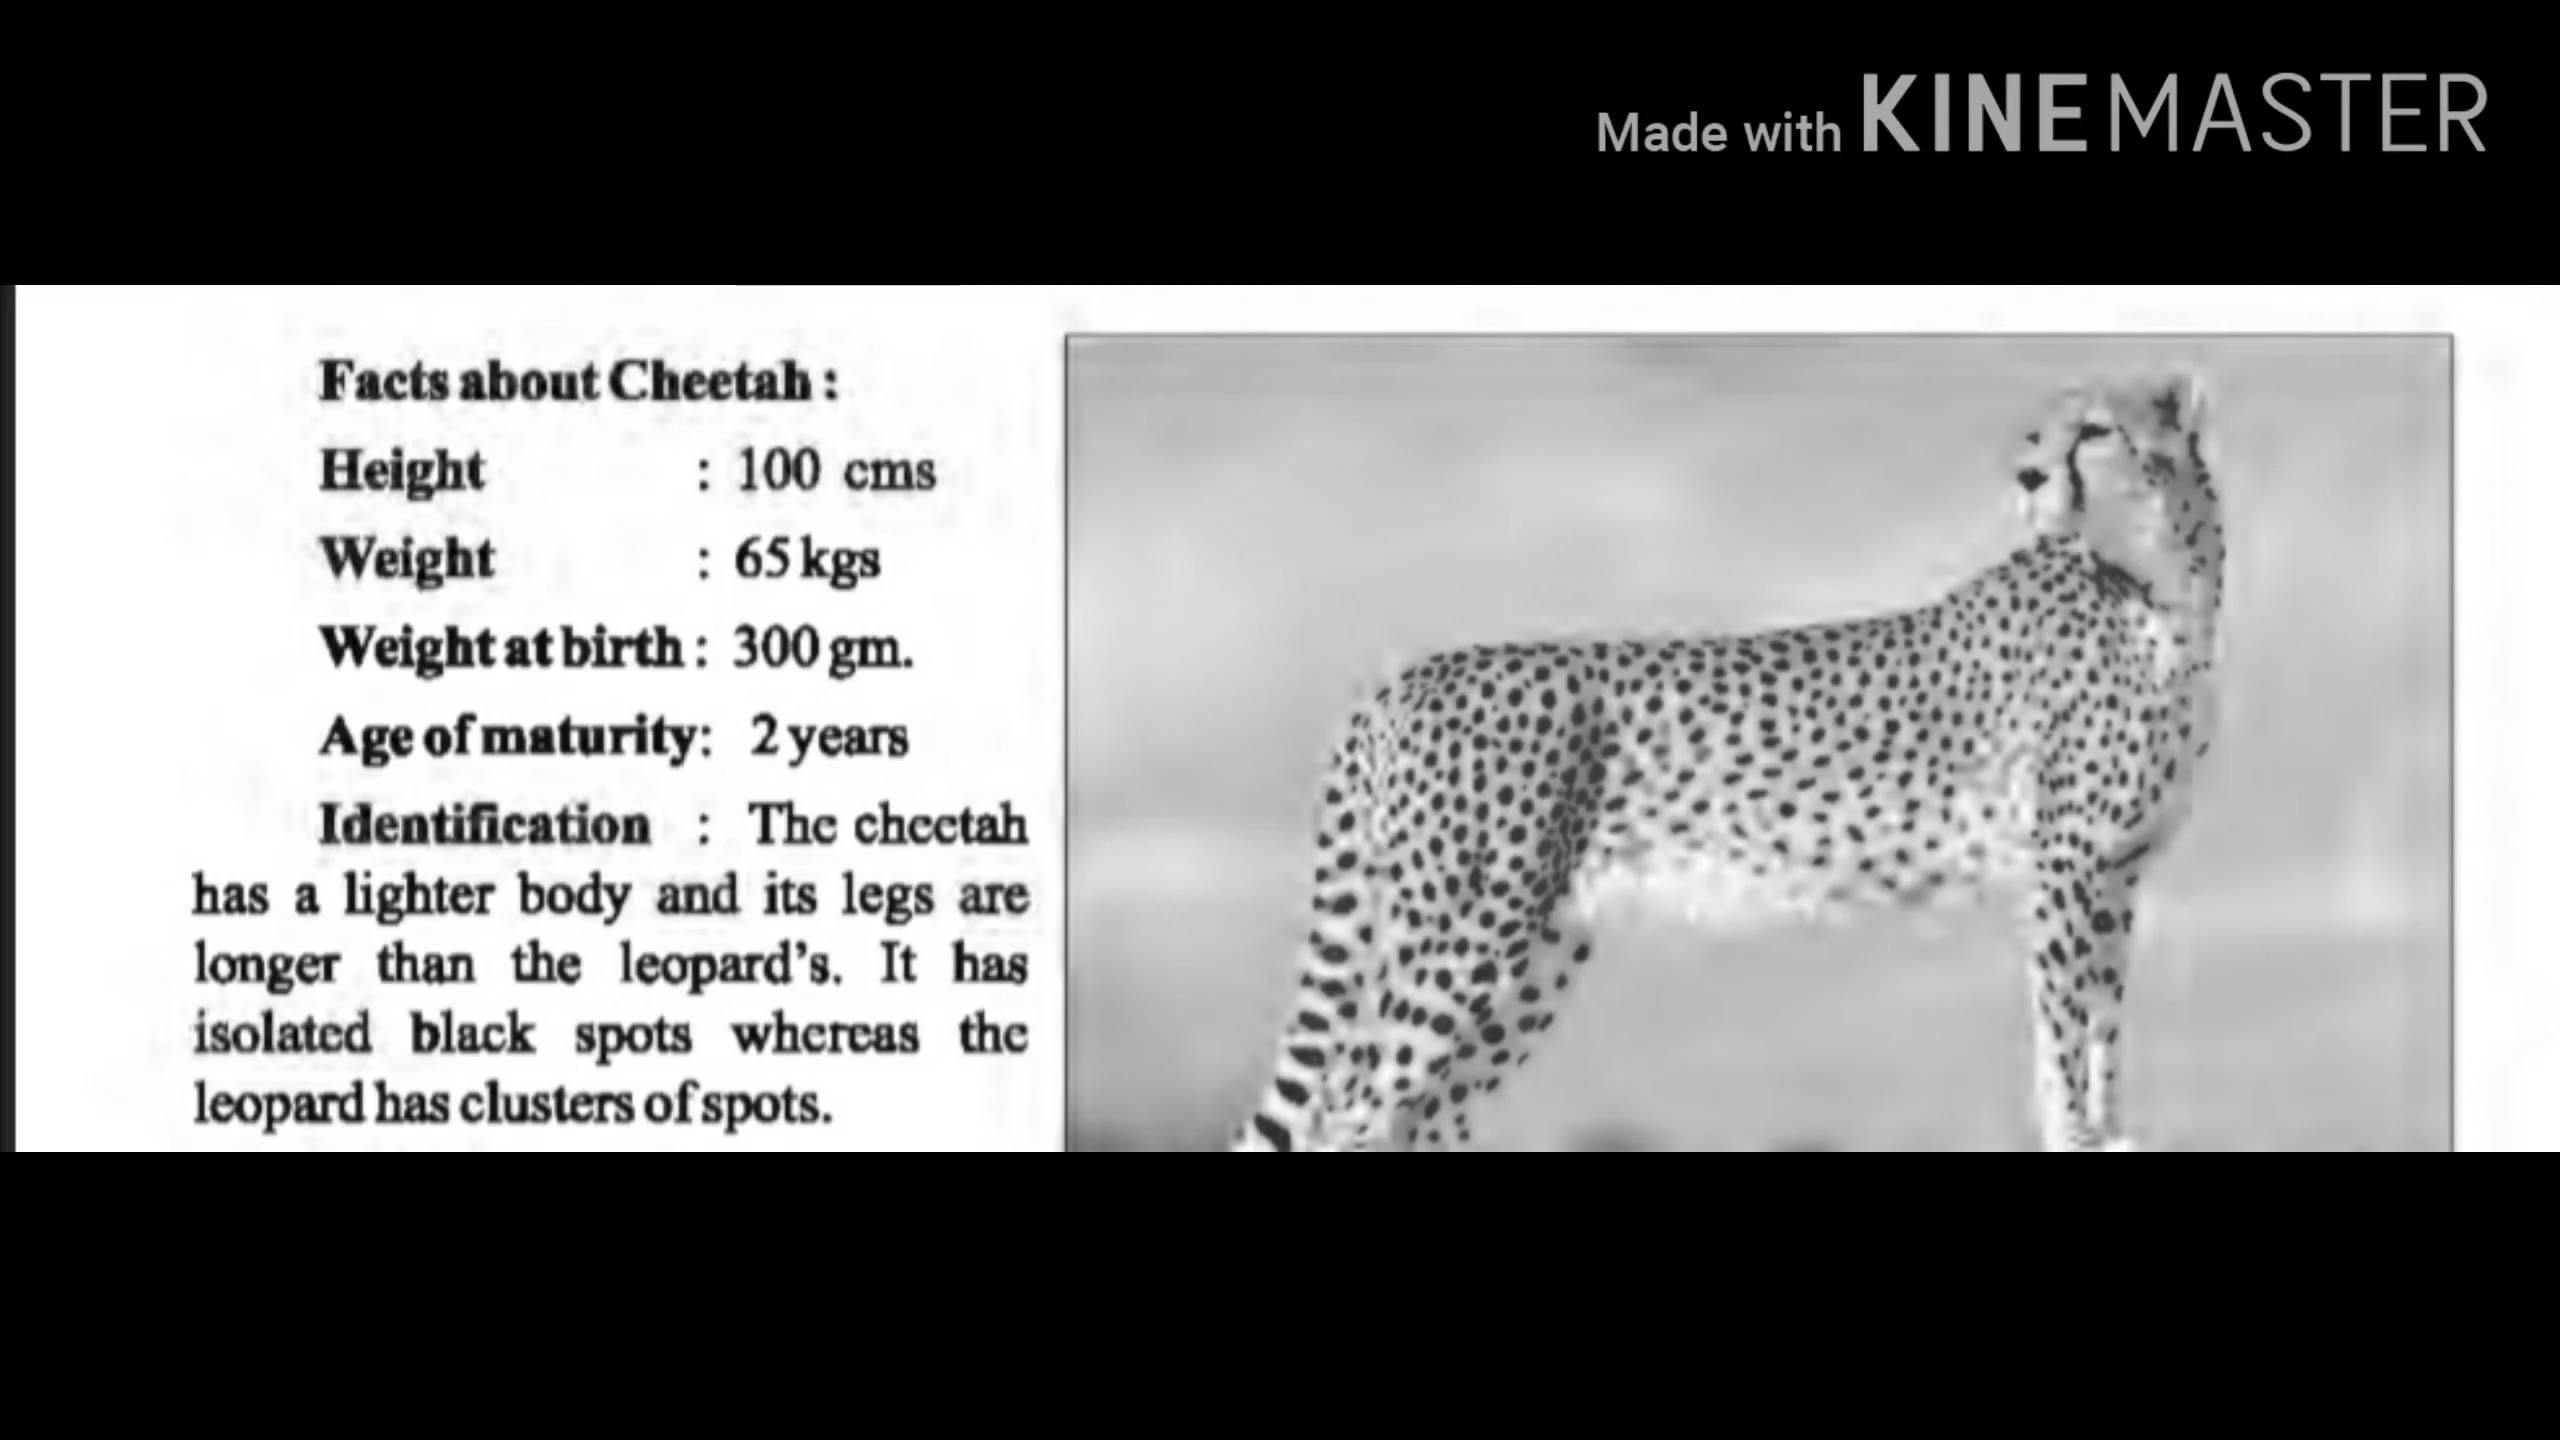 Made with KINEMASTER
Facts about Cheetah :
Height : 100 cms
Weight : 65 kgs
Weight at birth : 300 gm.
Age of maturity: 2 years
Identification : The cheetah
has a lighter body and its legs are
longer than the leopard's. It has
isolated black spots whereas the
leopard has clusters of spots.